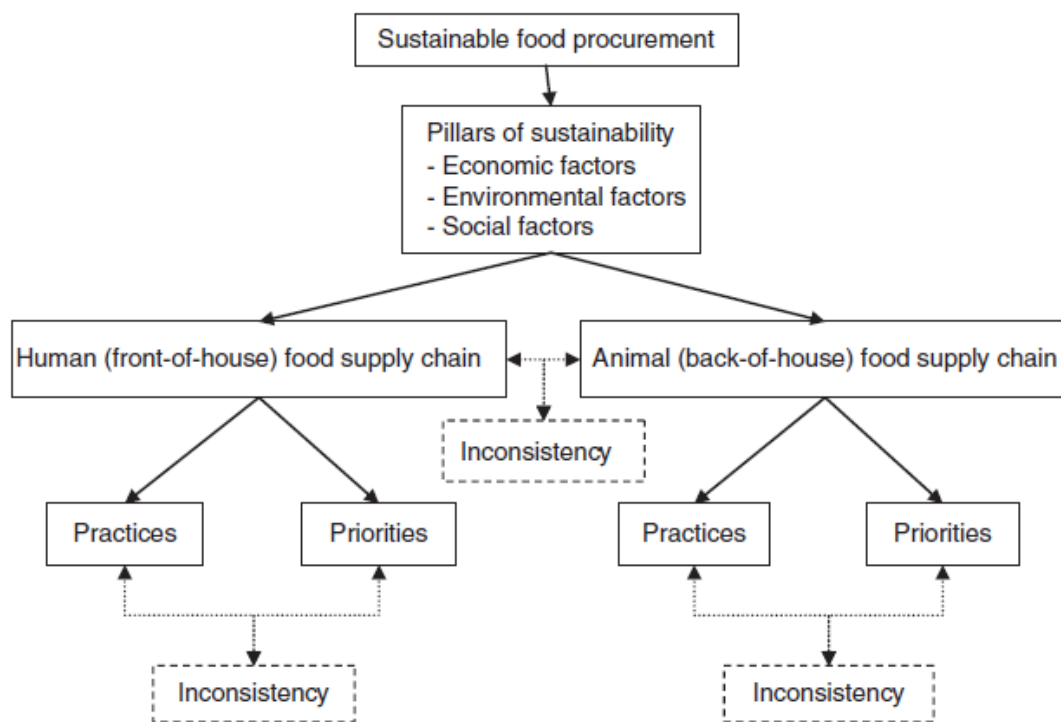 Sustainable food procurement
Pillars of sustainability
- Economic factors
- Environmental factors
- Social factors
Human (front-of-house) food supply chain
Animal (back-of-house) food supply chain
Inconsistency
Practices
Priorities
Practices
Priorities
Inconsistency
Inconsistency